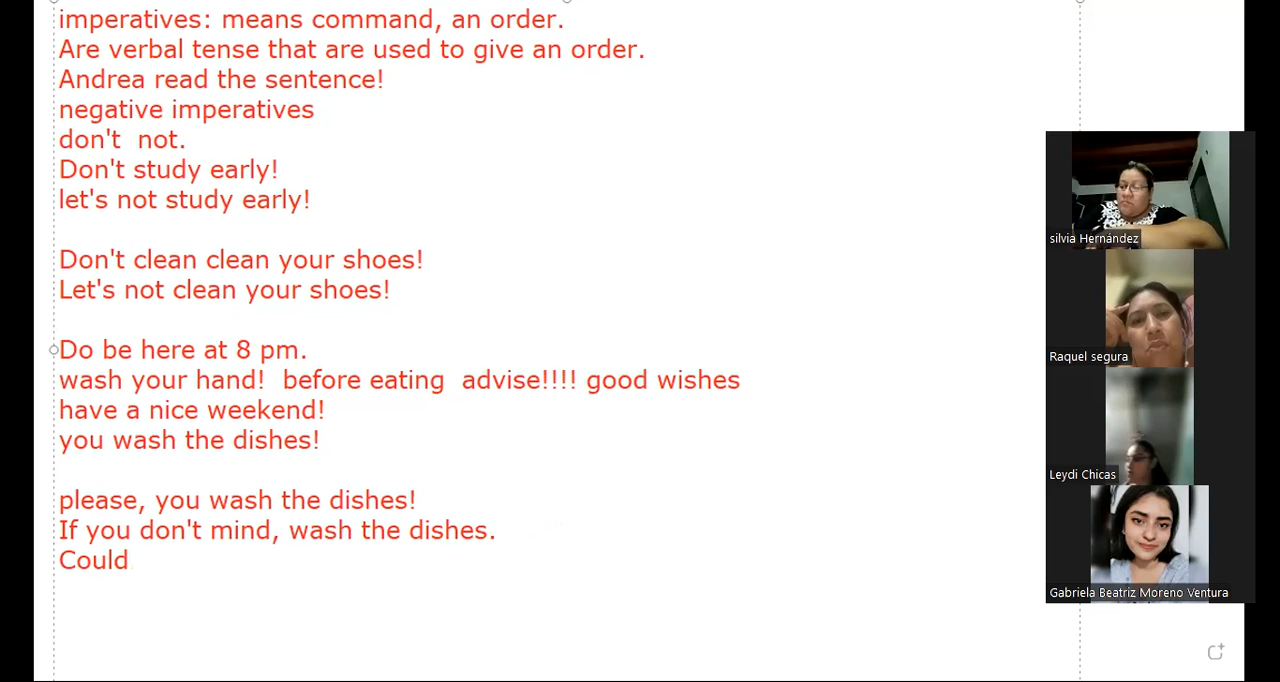 imperatives: means command, an order.
Are verbal tense that are used to give an order.
Andrea read the sentence!
negative imperatives
don't  not.
Don't study early!
let's not study early!
Don't clean clean your shoes!
Let's not clean your shoes!
Do be here at 8 pm.
wash your hand!  before eating  advise!!!! good wishes
have a nice weekend!
you wash the dishes!
please, you wash the dishes!
If you don't mind, wash the dishes.
Could
silvia Hernández
Raquel segura
Leydi Chicas
Gabriela Beatriz Moreno Ventura